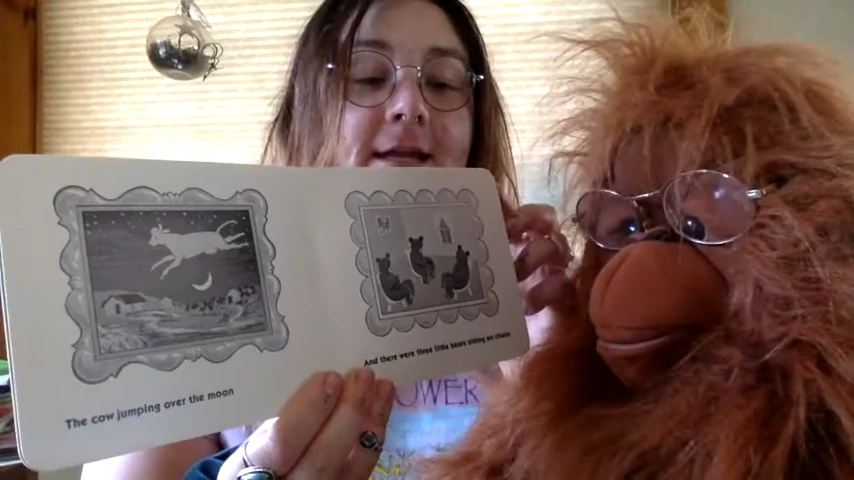 The cow jumping over the moon
And there were three little bears sitting on chairs
OWER